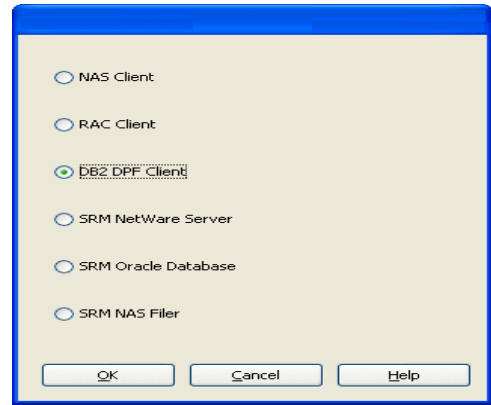 NAS Client
RAC Client
DB2 DPF Client
SRM NetWare Server
SRM Oracle Database
SRM NAS Filer
OK Cancel Help